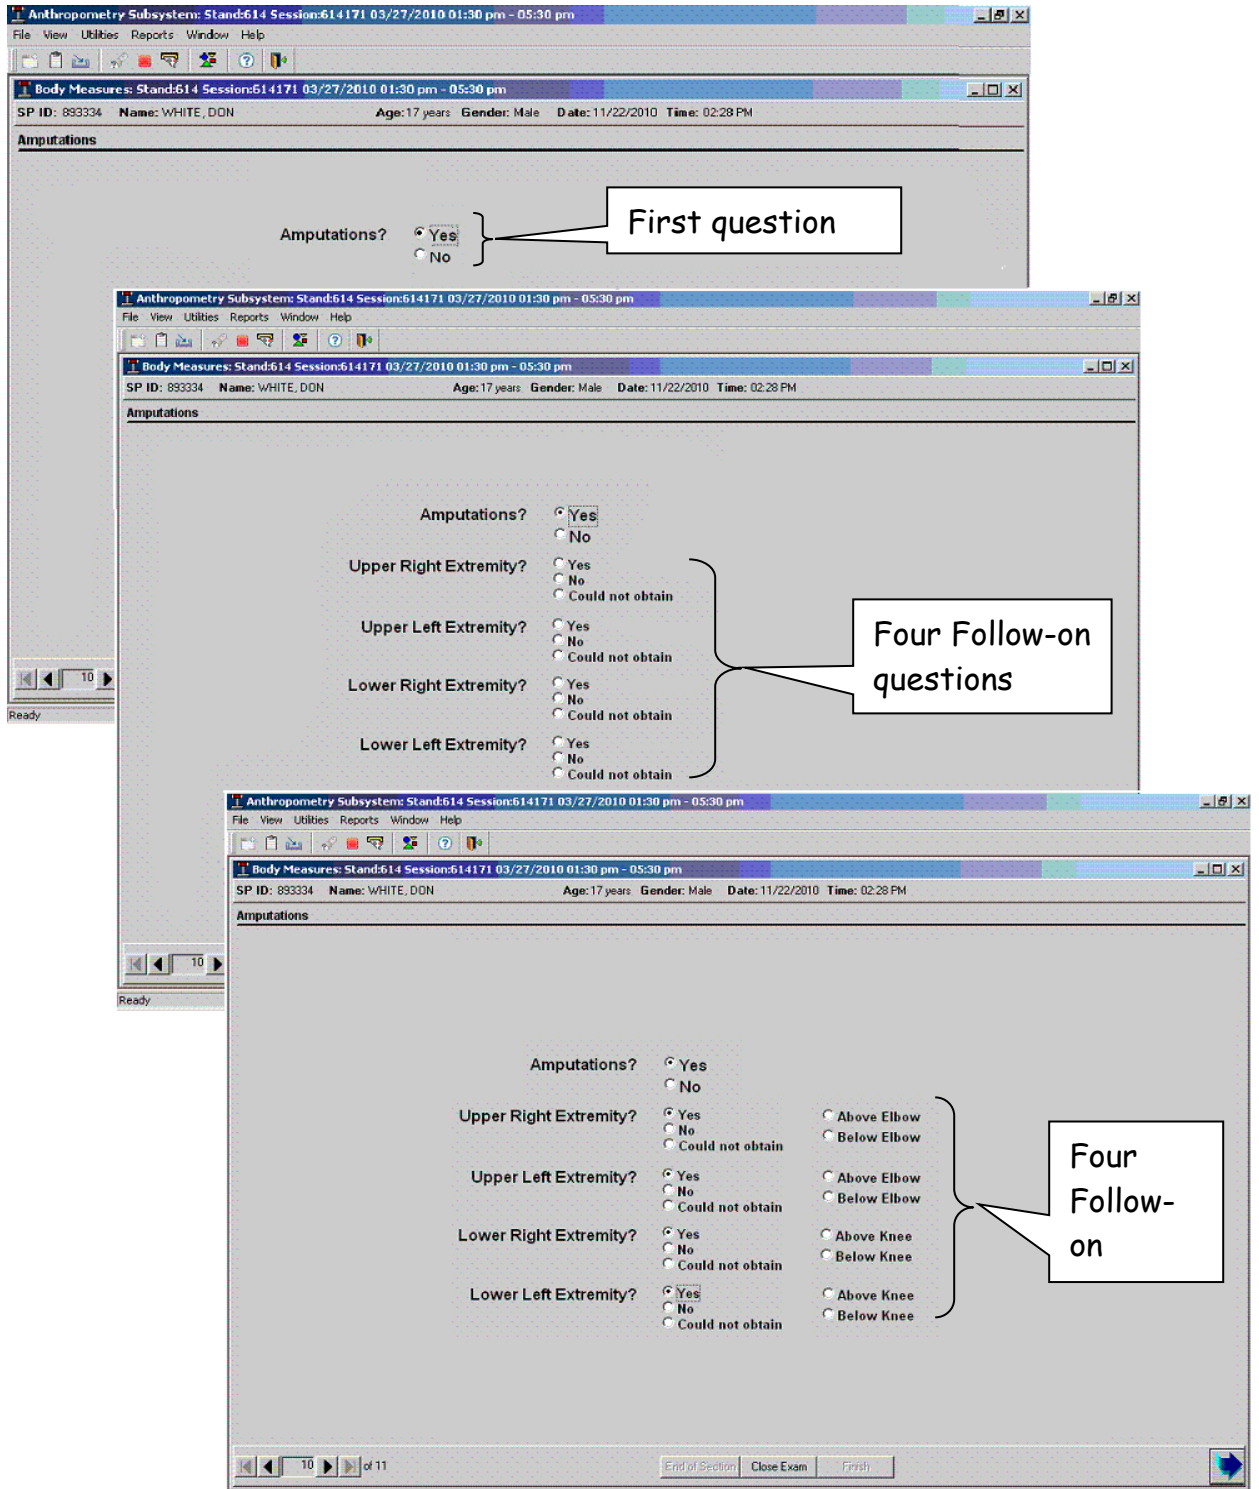 Anthropometry Subsystem: Stand:614 Session:614171 03/27/2010 01:30 pm - 05:30 pm
File View Utilities Reports Window Help
Body Measures: Stand:614 Session:614171 03/27/2010 01:30 pm - 05:30 pm
SP ID: 893334 Name: WHITE, DON Age: 17 years Gender: Male Date: 11/22/2010 Time: 02:28 PM
Amputations
Amputations? Yes
No
First question
10
Ready
Anthropometry Subsystem: Stand:614 Session:614171 03/27/2010 01:30 pm - 05:30 pm
File View Utilities Reports Window Help
Body Measures: Stand:614 Session:614171 03/27/2010 01:30 pm - 05:30 pm
SP ID: 893334 Name: WHITE, DON Age: 17 years Gender: Male Date: 11/22/2010 Time: 02:28 PM
Amputations
Amputations? Yes
No
Upper Right Extremity? Yes
No
Could not obtain
Upper Left Extremity? Yes
No
Could not obtain
Lower Right Extremity? Yes
No
Could not obtain
Lower Left Extremity? Yes
No
Could not obtain
Four Follow-on
questions
10
Ready
Anthropometry Subsystem: Stand:614 Session:614171 03/27/2010 01:30 pm - 05:30 pm
File View Utilities Reports Window Help
Body Measures: Stand:614 Session:614171 03/27/2010 01:30 pm - 05:30 pm
SP ID: 893334 Name: WHITE, DON Age: 17 years Gender: Male Date: 11/22/2010 Time: 02:28 PM
Amputations
Amputations? Yes
No
Upper Right Extremity? Yes Above Elbow
No Below Elbow
Could not obtain
Upper Left Extremity? Yes Above Elbow
No Below Elbow
Could not obtain
Lower Right Extremity? Yes Above Knee
No Below Knee
Could not obtain
Lower Left Extremity? Yes Above Knee
No Below Knee
Could not obtain
Four
Follow-
on
10 of 11 End of Section Close Exam Finish